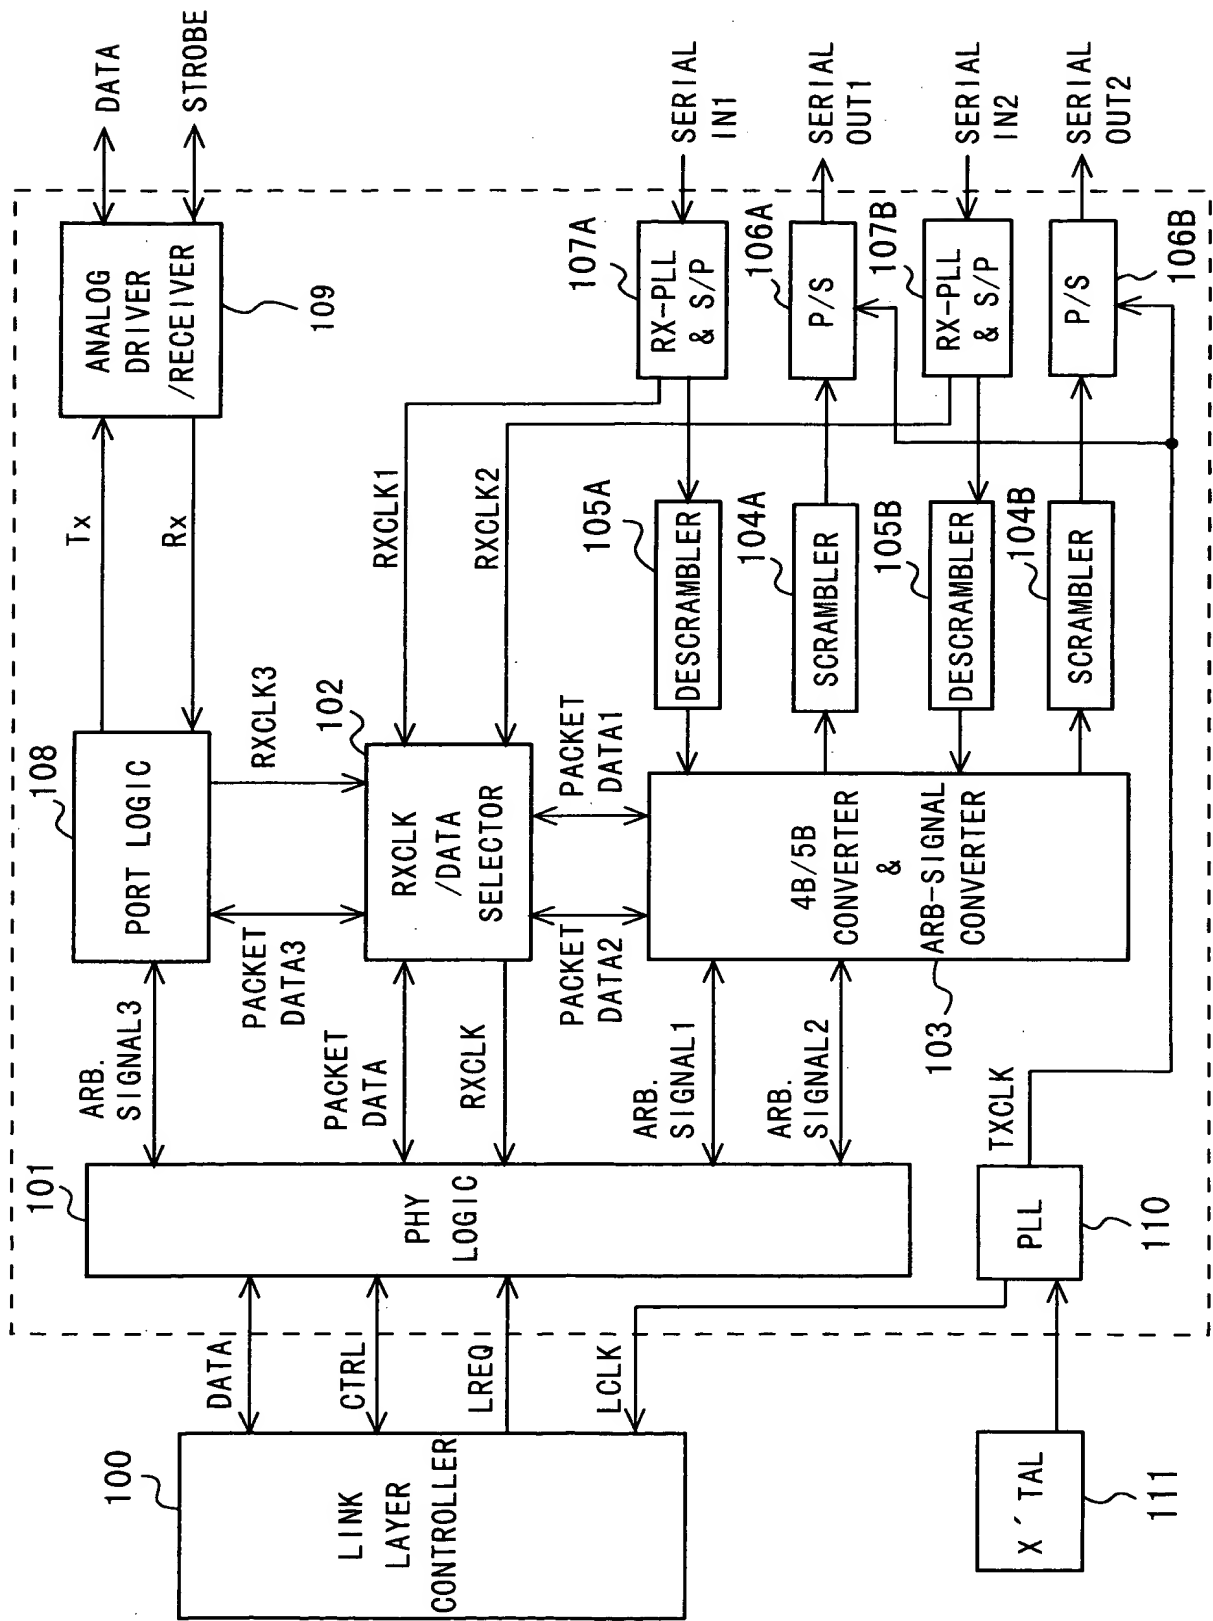 100
LINK
LAYER
CONTROLLER
DATA
CTRL
LREQ
LCLK
X'TAL
111
101
PHY
LOGIC
PLL
110
TXCLK
ARB.
SIGNAL3
PACKET
DATA
RXCLK
ARB.
SIGNAL1
ARB.
SIGNAL2
108
PORT LOGIC
PACKET
DATA3
RXCLK3
102
RXCLK
/DATA
SELECTOR
PACKET
DATA2
PACKET
DATA1
4B/5B
CONVERTER
&
ARB-SIGNAL
CONVERTER
103
Tx
Rx
RXCLK1
RXCLK2
DESCRAMBLER
105A
SCRAMBLER
104A
DESCRAMBLER
105B
SCRAMBLER
104B
ANALOG
DRIVER
/RECEIVER
109
RX-PLL
& S/P
107A
P/S
106A
RX-PLL
& S/P
107B
P/S
106B
DATA
STROBE
SERIAL
IN1
SERIAL
OUT1
SERIAL
IN2
SERIAL
OUT2